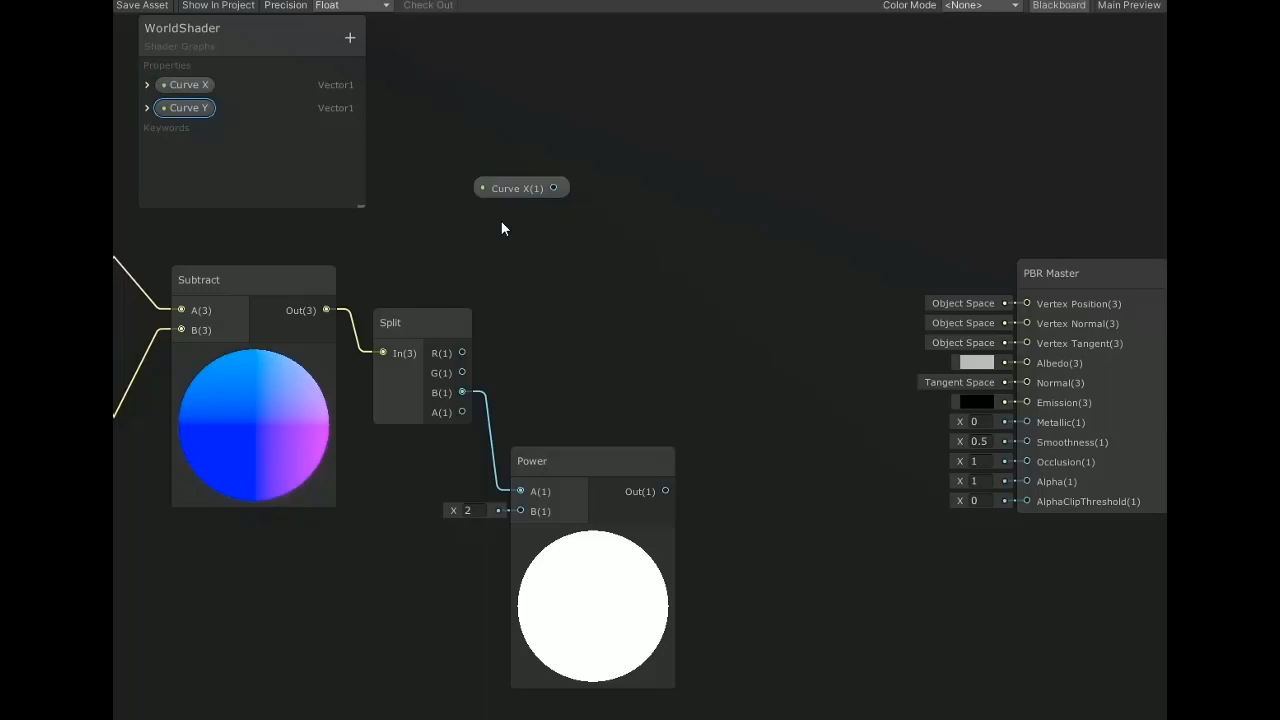 Save Asset Show In Project Precision Float Check Out Color Mode <None> Blackboard Main Preview
WorldShader
Shader Graphs
+
Properties
Curve X Vector1
Curve Y Vector1
Keywords
Curve X(1)
Subtract
A(3) Out(3)
B(3)
Split
In(3) R(1)
G(1)
B(1)
A(1)
Power
A(1) Out(1)
X 2 B(1)
PBR Master
Object Space Vertex Position(3)
Object Space Vertex Normal(3)
Object Space Vertex Tangent(3)
Albedo(3)
Tangent Space Normal(3)
Emission(3)
X 0 Metallic(1)
X 0.5 Smoothness(1)
X 1 Occlusion(1)
X 1 Alpha(1)
X 0 AlphaClipThreshold(1)